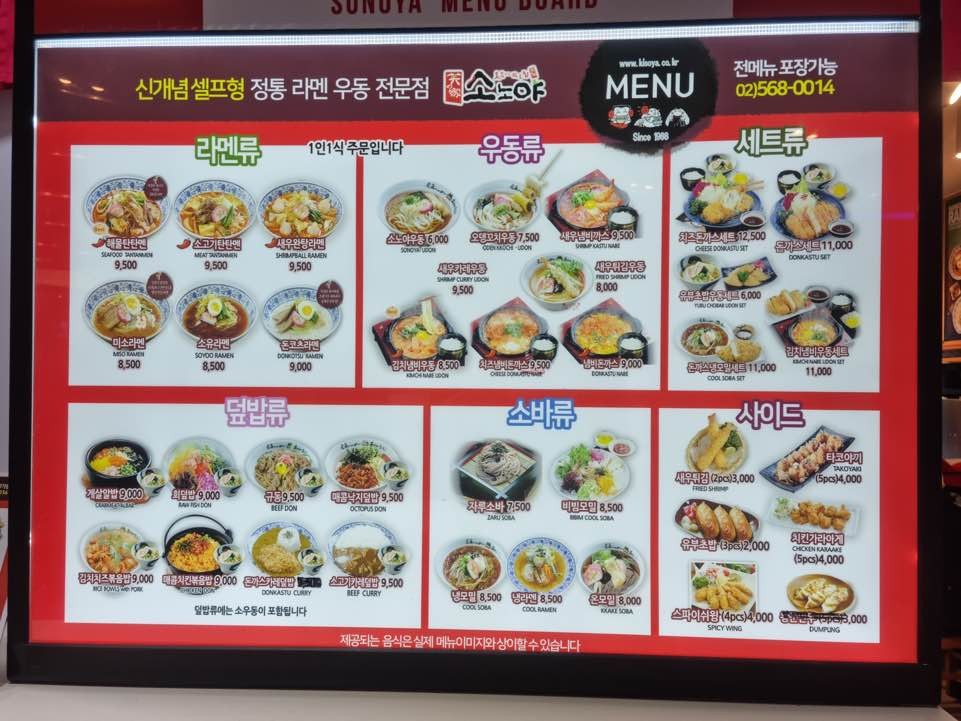 SONOYA MENU BOARD
신개념 셀프형 정통 라멘 우동 전문점
소노야
www.kisoya.co.kr
MENU
Since 1988
전메뉴 포장가능
02)568-0014
라멘류
1인1식 주문입니다
해물탄탄멘
SEAFOOD TANTANMEN
9,500
소고기탄탄멘
MEAT TANTANMEN
9,500
새우완탕라멘
SHRIMPBALL RAMEN
9,500
미소라멘
MISO RAMEN
8,500
소유라멘
SOYOO RAMEN
8,500
돈코츠라멘
DONKOTSU RAMEN
9,000
우동류
소노야우동 6,000
SONOYA UDON
오뎅꼬치우동 7,500
ODEN KKOCHI UDON
새우냄비까스 9,000
SHRIMP KASTU NABE
새우카레우동
SHRIMP CURRY UDON
9,500
새우튀김우동
FRIED SHRIMP UDON
8,000
김치냄비우동 8,500
KIMCHI NABE UDON
치즈냄비돈까스 9,500
CHEESE DONKASTU NABE
냄비돈까스 9,000
DONKASTU NABE
세트류
치즈돈까스세트 12,500
CHEESE DONKASTU SET
돈까스세트 11,000
DONKASTU SET
유뷰초밥우동세트 6,000
YUBU CHOBAB UDON SET
돈까스냉모밀세트 11,000
COOL SOBA SET
김치냄비우동세트
KIMCHI NABE UDON SET
11,000
덮밥류
게살알밥 9,000
회덮밥 9,000
RAW FISH DON
규동 9,500
BEEF DON
매콤낙지덮밥 9,500
OCTOPUS DON
김치치즈볶음밥 9,000
RICE BOWLS with PORK
매콤치킨볶음밥 9,000
돈까스카레덮밥
DONKASTU CURRY
소고기카레덮밥 9,500
BEEF CURRY
덮밥류에는 소우동이 포함됩니다
소바류
자루소바 7,500
ZARU SOBA
비빔모밀 8,500
BIBIM COOL SOBA
냉모밀 8,500
COOL SOBA
냉라멘 8,500
COOL RAMEN
온모밀 8,000
KKAKE SOBA
사이드
새우튀김 (2pcs)3,000
FRIED SHRIMP
타코야끼
TAKOYAKI
(5pcs)4,000
유부초밥 (3pcs)2,000
치킨가라아게
CHICKEN KARAAKE
(5pcs)4,000
스파이쉬윙 (4pcs)4,000
SPICY WING
(5pcs)3,000
DUMPLING
제공되는 음식은 실제 메뉴이미지와 상이할 수 있습니다